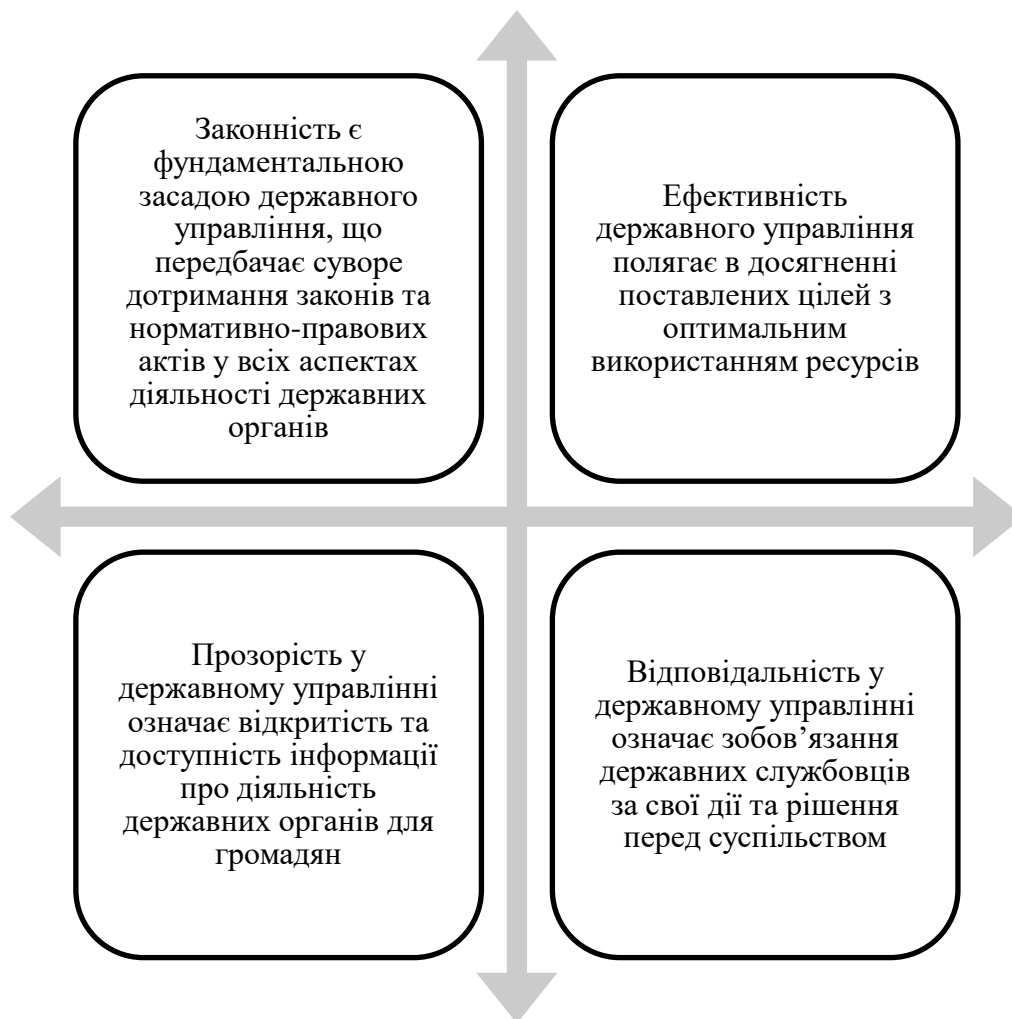 Законність є
фундаментальною
засадою державного
управління, що
передбачає суворе
дотримання законів та
нормативно-правових
актів у всіх аспектах
діяльності державних
органів
Ефективність
державного управління
полягає в досягненні
поставлених цілей з
оптимальним
використанням ресурсів
Прозорість у
державному управлінні
означає відкритість та
доступність інформації
про діяльність
державних органів для
громадян
Відповідальність у
державному управлінні
означає зобов’язання
державних службовців
за свої дії та рішення
перед суспільством